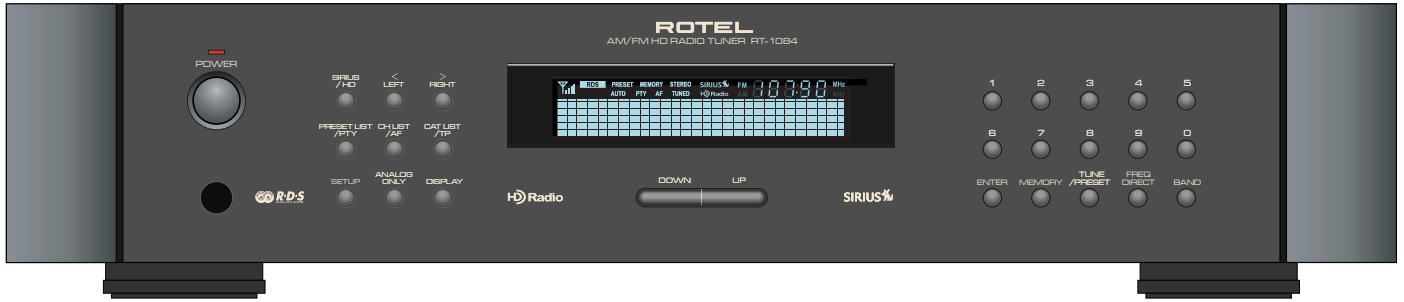 ROTEL
AM/FM HD RADIO TUNER RT-1084
POWER
SIRIUS
/HD
<
LEFT
>
RIGHT
PRESET LIST
/PTY
CH LIST
/AF
CAT LIST
/TP
R·D·S
SETUP
ANALOG
ONLY
DISPLAY
RDS PRESET MEMORY STEREO SIRIUS FM 107.90 MHz
AUTO PTY AF TUNED HD Radio AM kHz
HD Radio
DOWN UP
SIRIUS
1 2 3 4 5
6 7 8 9 0
ENTER
MEMORY
TUNE
/PRESET
FREQ
DIRECT
BAND